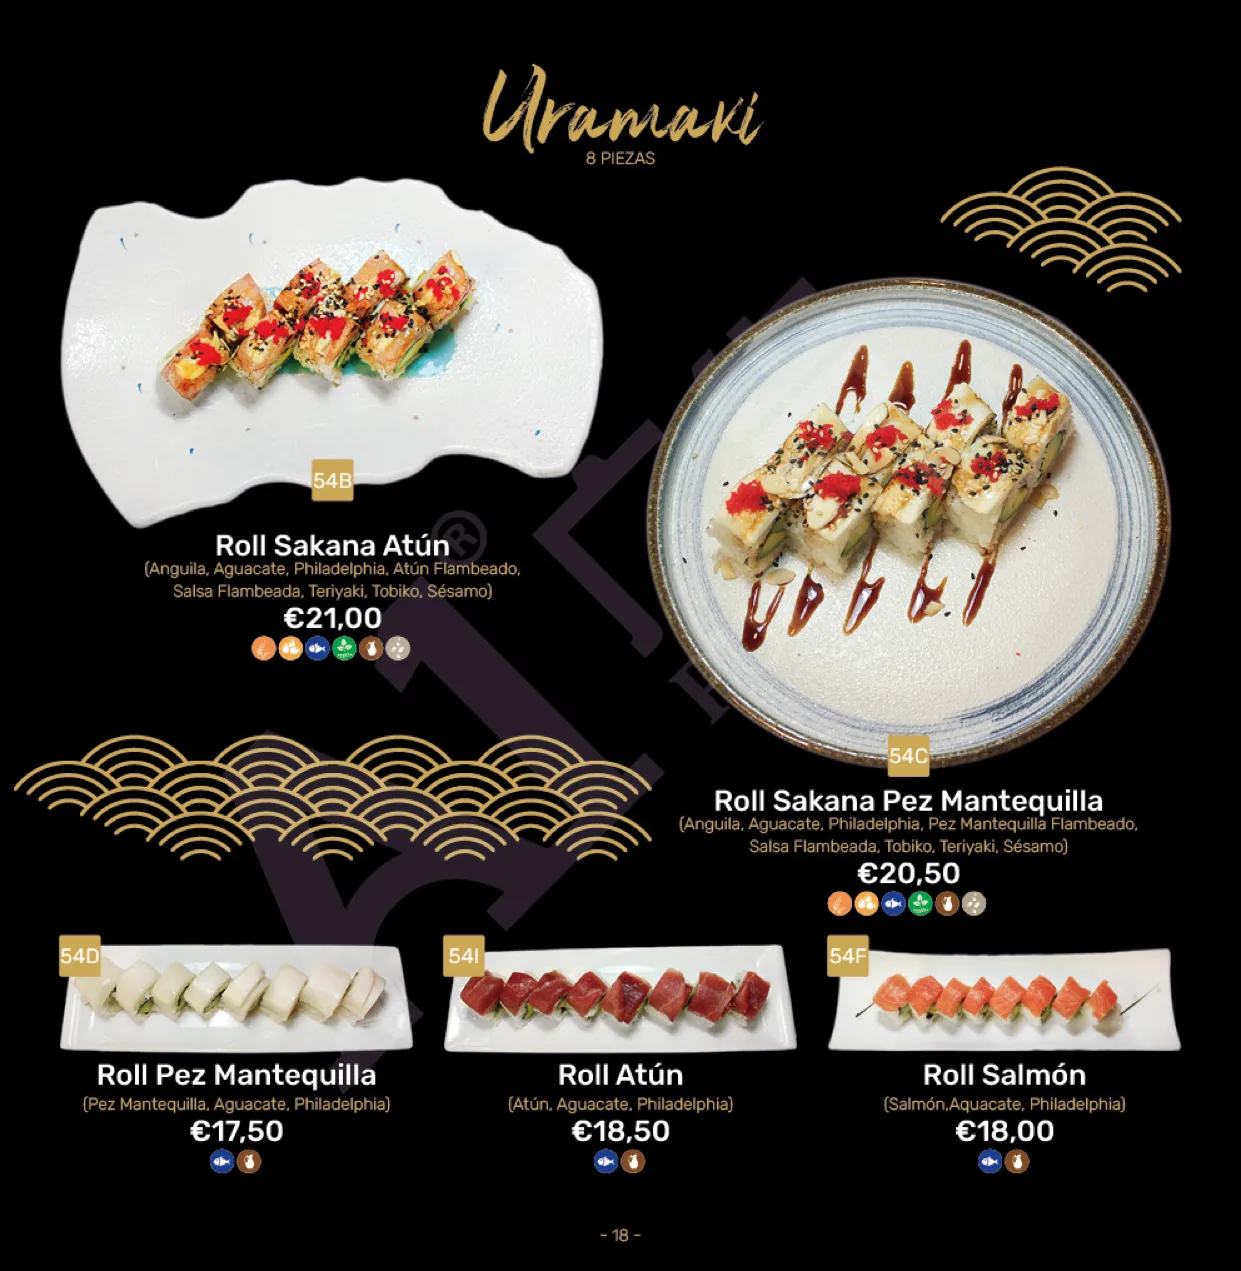 Uramaki
8 PIEZAS
54B
Roll Sakana Atún
(Anguila, Aguacate, Philadelphia, Atún Flambeado,
Salsa Flambeada, Teriyaki, Tobiko, Sésamo)
€21,00
54C
Roll Sakana Pez Mantequilla
(Anguila, Aguacate, Philadelphia, Pez Mantequilla Flambeado,
Salsa Flambeada, Tobiko, Teriyaki, Sésamo)
€20,50
54D
Roll Pez Mantequilla
(Pez Mantequilla, Aguacate, Philadelphia)
€17,50
54I
Roll Atún
(Atún, Aguacate, Philadelphia)
€18,50
54F
Roll Salmón
(Salmón,Aquacate, Philadelphia)
€18,00
- 18 -